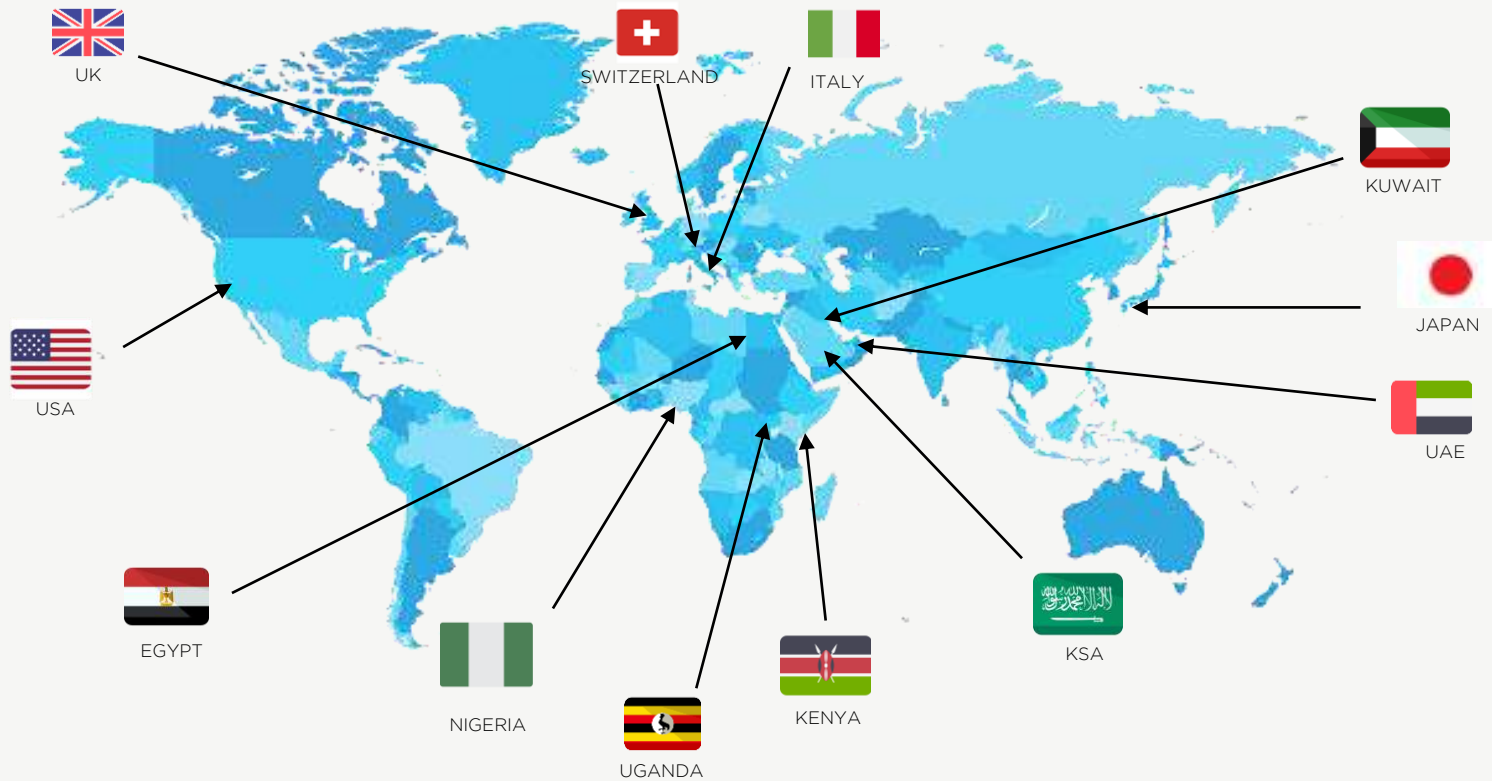 UK
SWITZERLAND
ITALY
KUWAIT
JAPAN
USA
UAE
EGYPT
KSA
NIGERIA
KENYA
UGANDA